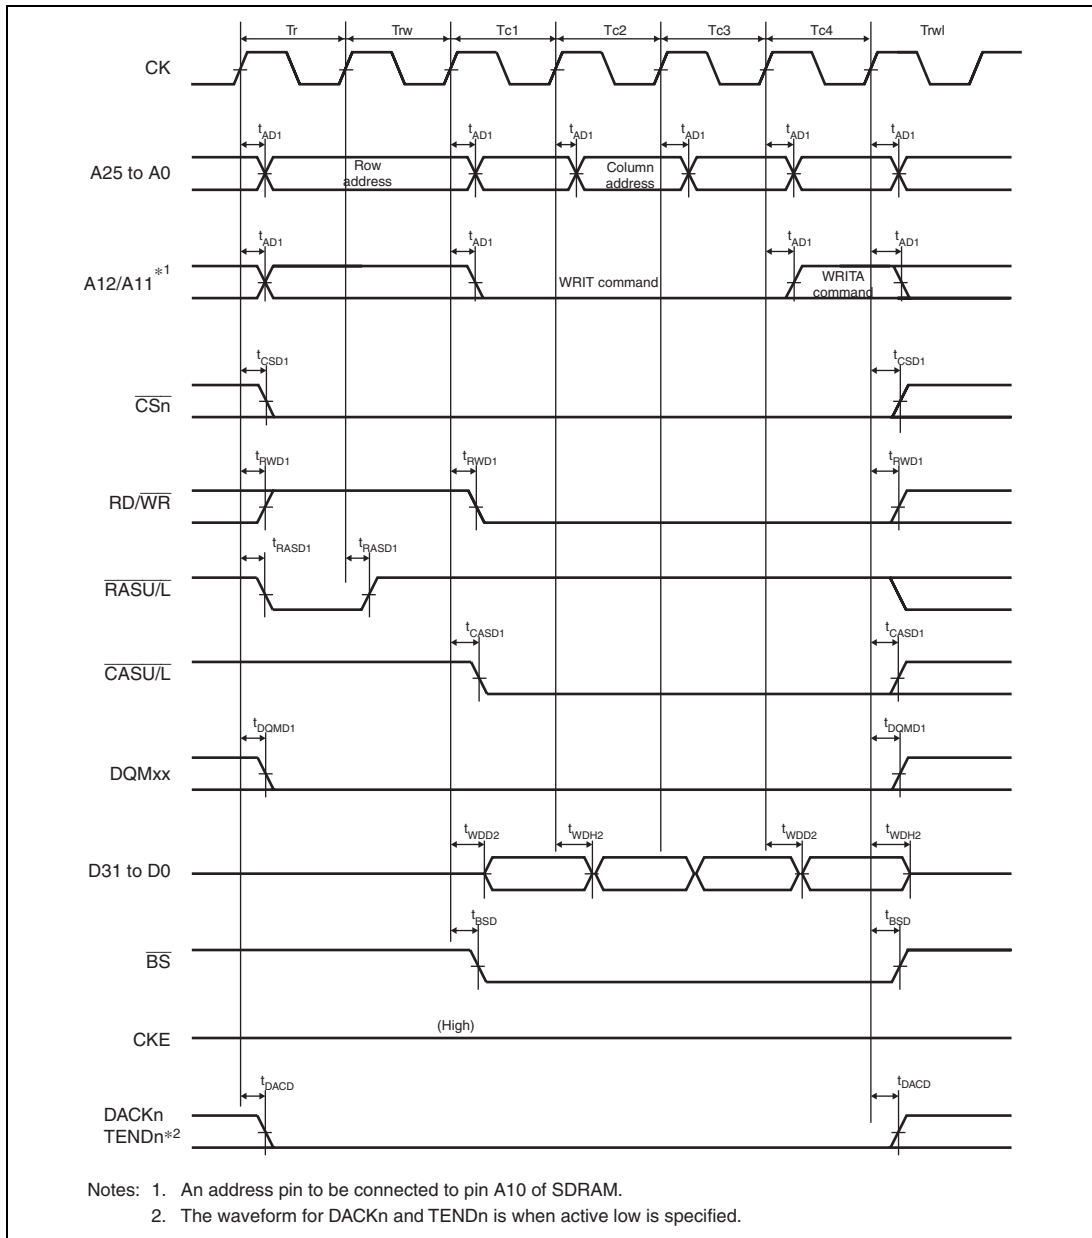 Tr Trw Tc1 Tc2 Tc3 Tc4 Trwl
CK
tAD1 tAD1 tAD1 tAD1 tAD1 tAD1
A25 to A0
Row
address
Column
address
tAD1 tAD1 tAD1 tAD1
A12/A11*1
WRIT command
WRITA
command
tCSD1 tCSD1
CSn
tRWD1 tRWD1 tRWD1
RD/WR
tRASD1 tRASD1
RASU/L
tCASD1 tCASD1
CASU/L
tDQMD1 tDQMD1
DQMxx
tWDD2 tWDH2 tWDD2 tWDH2
D31 to D0
tBSD tBSD
BS
(High)
CKE
tDACD tDACD
DACKn
TENDn*2
Notes: 1. An address pin to be connected to pin A10 of SDRAM.
2. The waveform for DACKn and TENDn is when active low is specified.